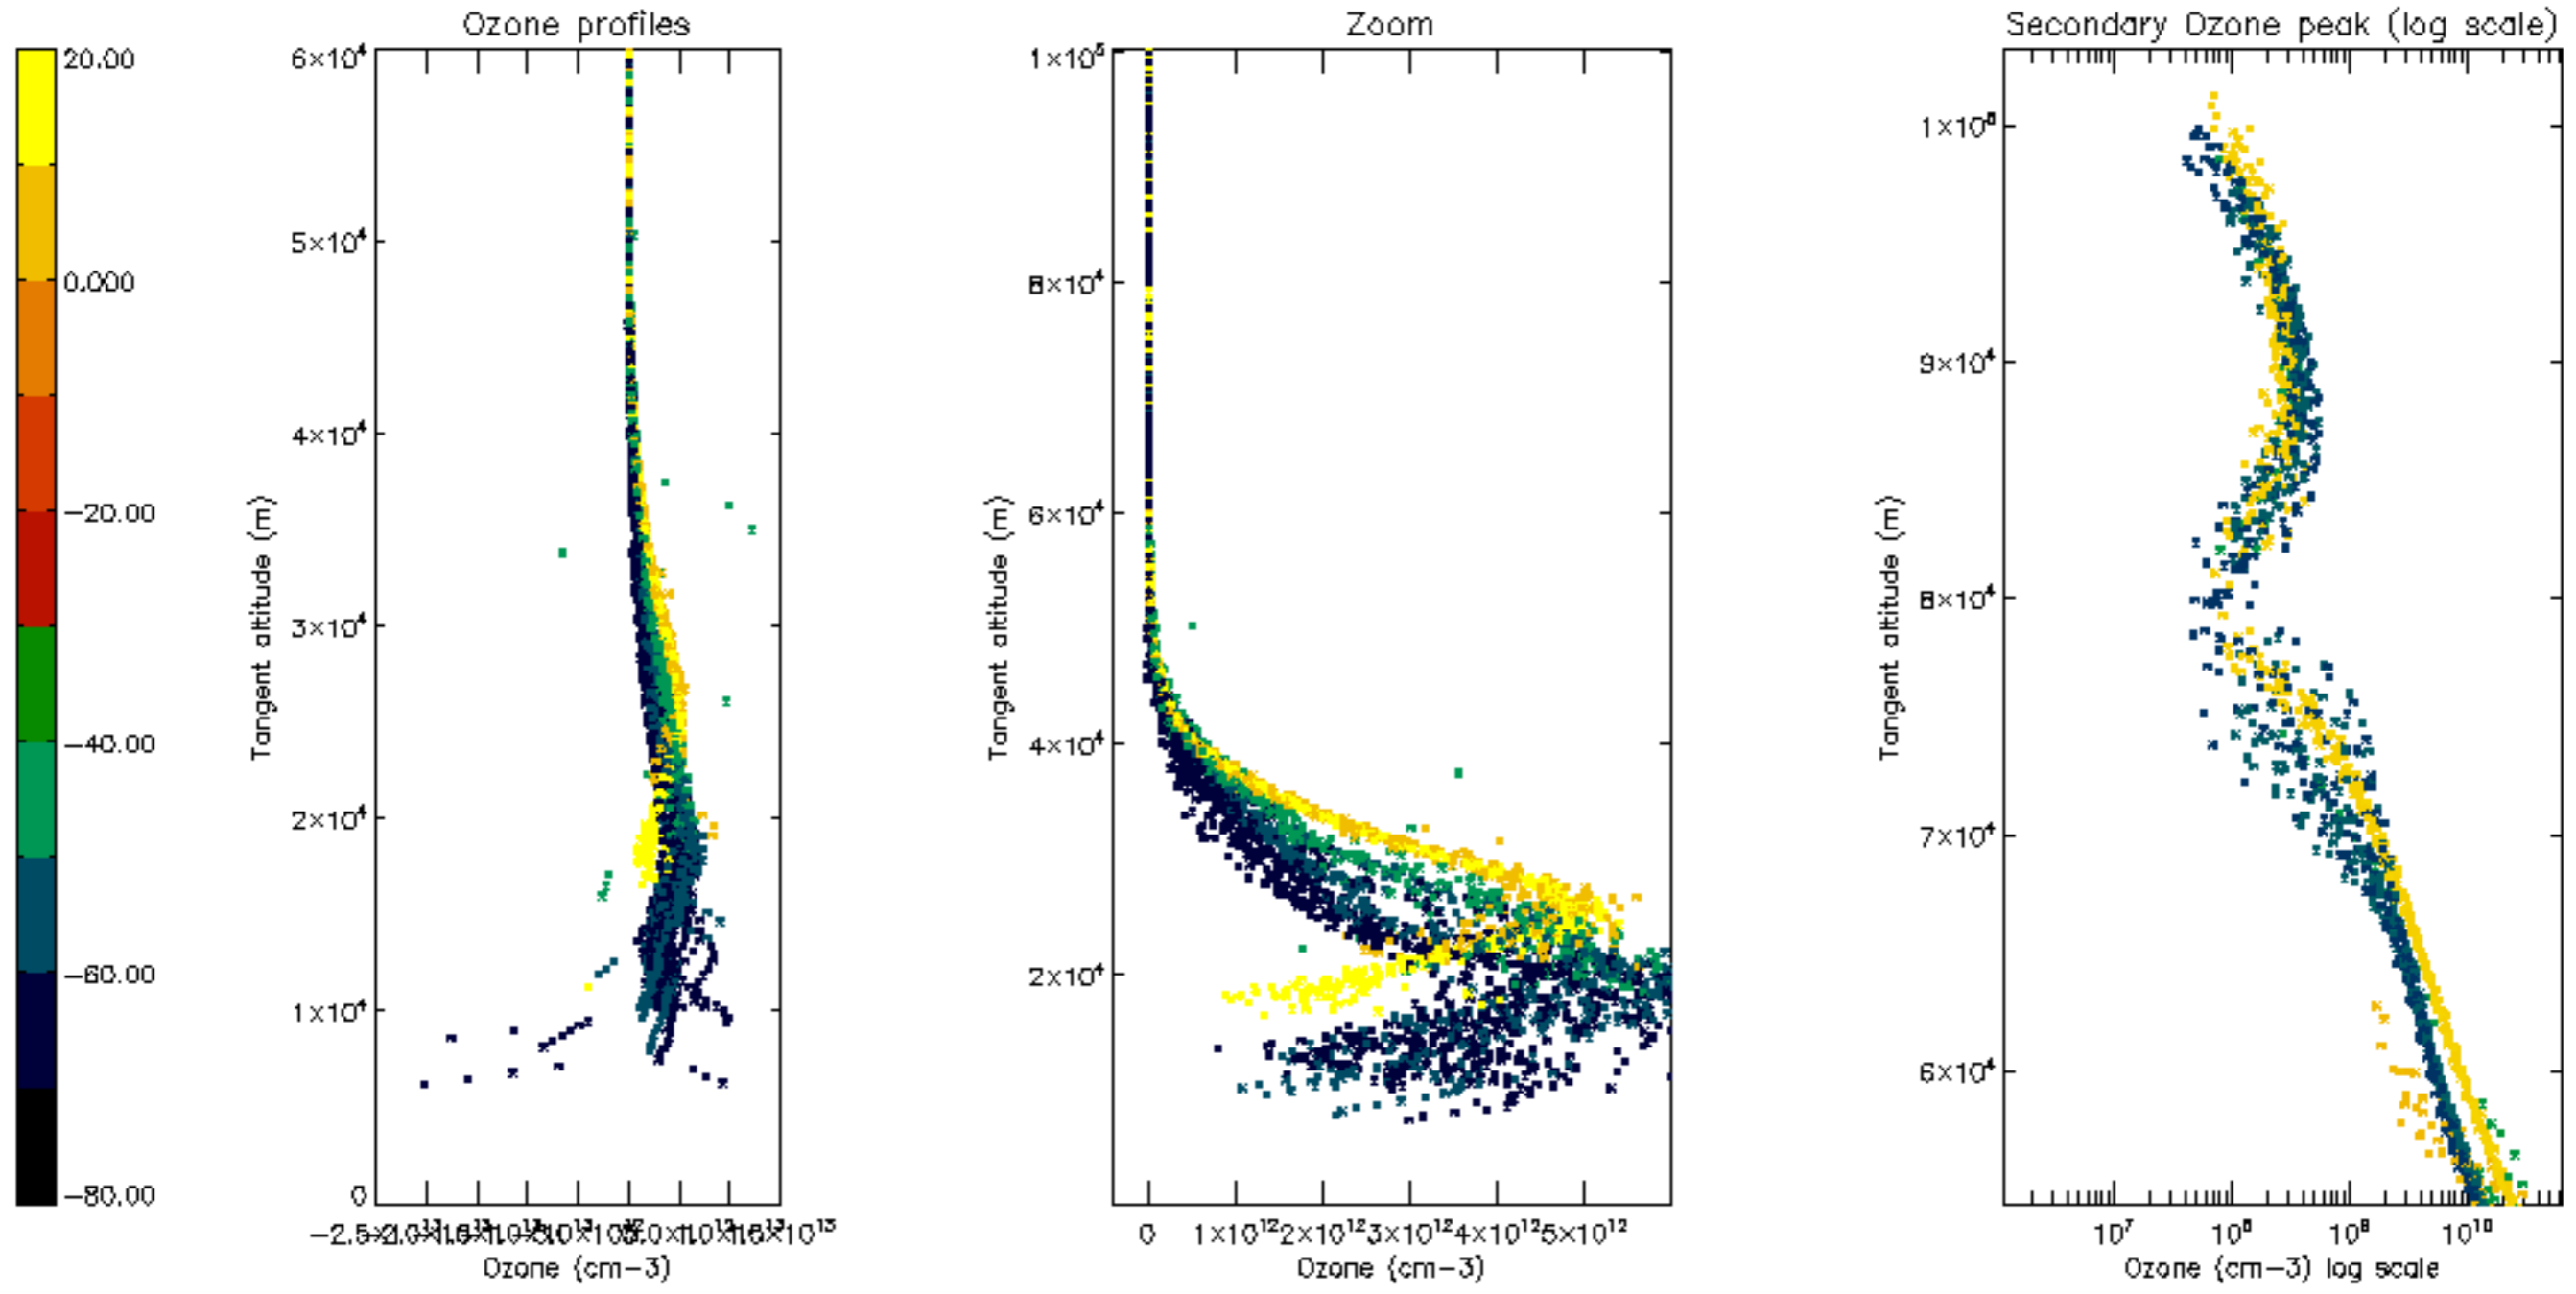 Ozone profiles
Zoom
Secondary Ozone peak (log scale)
20.00
0.000
−20.00
−40.00
−60.00
−80.00
6×10⁴
5×10⁴
4×10⁴
3×10⁴
2×10⁴
1×10⁴
0
Tangent altitude (m)
Ozone (cm−3)
1×10⁵
8×10⁴
6×10⁴
4×10⁴
2×10⁴
Tangent altitude (m)
0 1×10¹² 2×10¹² 3×10¹² 4×10¹² 5×10¹²
Ozone (cm−3)
1×10⁵
9×10⁴
8×10⁴
7×10⁴
6×10⁴
Tangent altitude (m)
10⁷ 10⁸ 10⁹ 10¹⁰
Ozone (cm−3) log scale